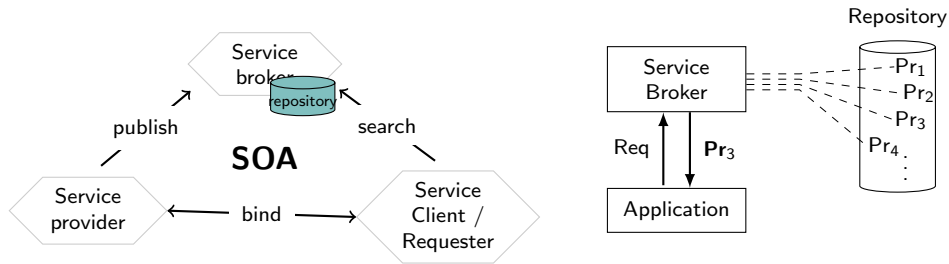 Service
broker
repository
publish
search
SOA
Service
provider
bind
Service
Client /
Requester
Repository
Service
Broker
Pr1
Pr2
Pr3
Pr4
⋮
Req
Pr3
Application